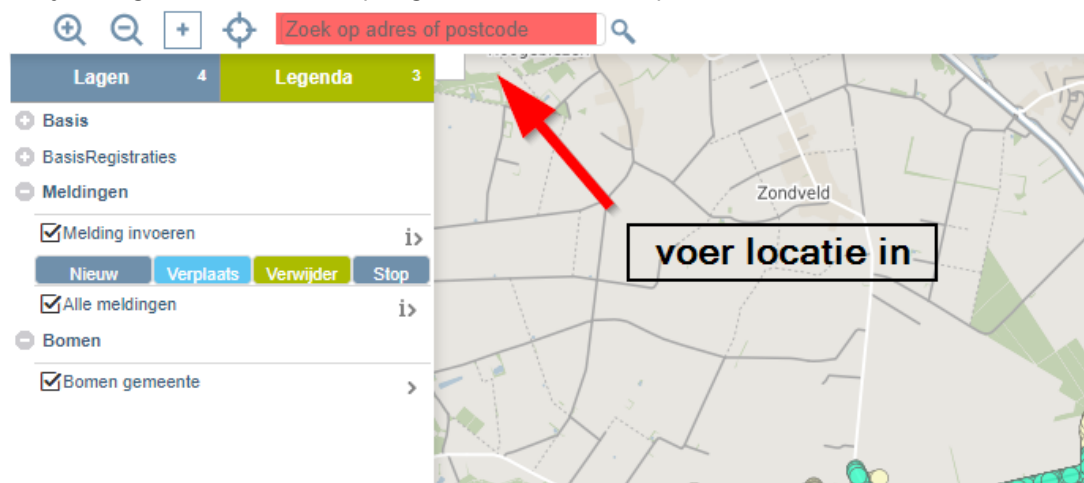 Zoek op adres of postcode
Lagen 4 Legenda 3
Basis
BasisRegistraties
Meldingen
Melding invoeren
Nieuw Verplaats Verwijder Stop
Alle meldingen
Bomen
Bomen gemeente
Zondveld
voer locatie in